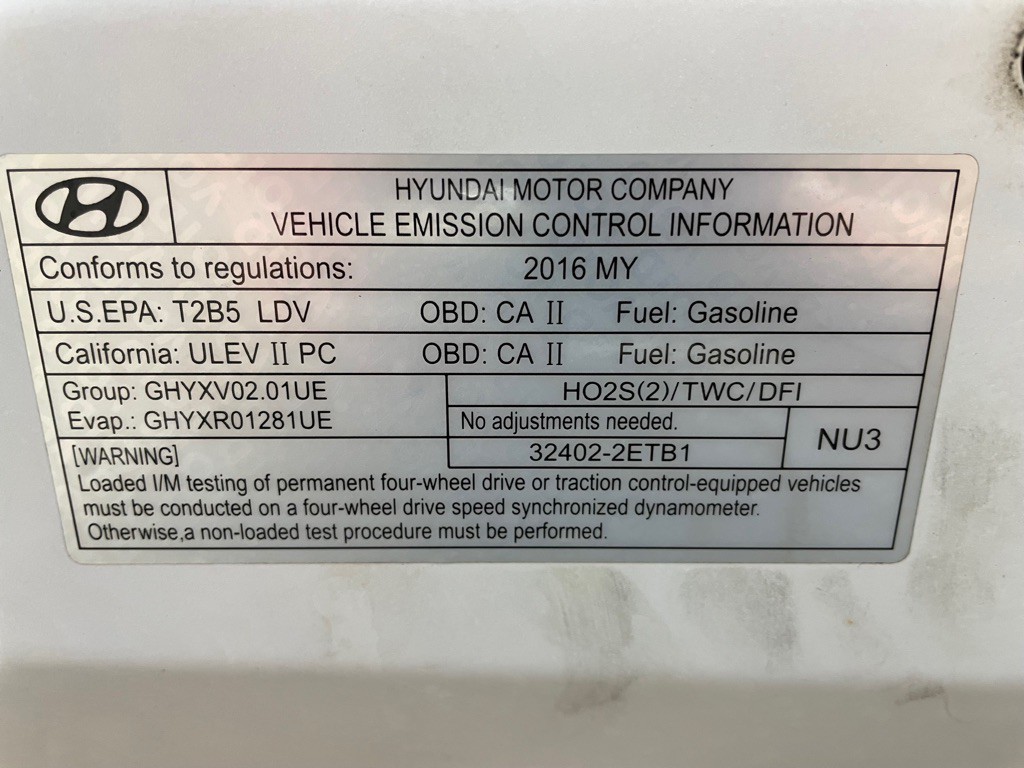 HYUNDAI MOTOR COMPANY
VEHICLE EMISSION CONTROL INFORMATION
Conforms to regulations: 2016 MY
U.S.EPA: T2B5 LDV OBD: CA II Fuel: Gasoline
California: ULEV II PC OBD: CA II Fuel: Gasoline
Group: GHYXV02.01UE HO2S(2)/TWC/DFI
Evap.: GHYXR01281UE No adjustments needed. NU3
[WARNING] 32402-2ETB1
Loaded I/M testing of permanent four-wheel drive or traction control-equipped vehicles
must be conducted on a four-wheel drive speed synchronized dynamometer.
Otherwise,a non-loaded test procedure must be performed.